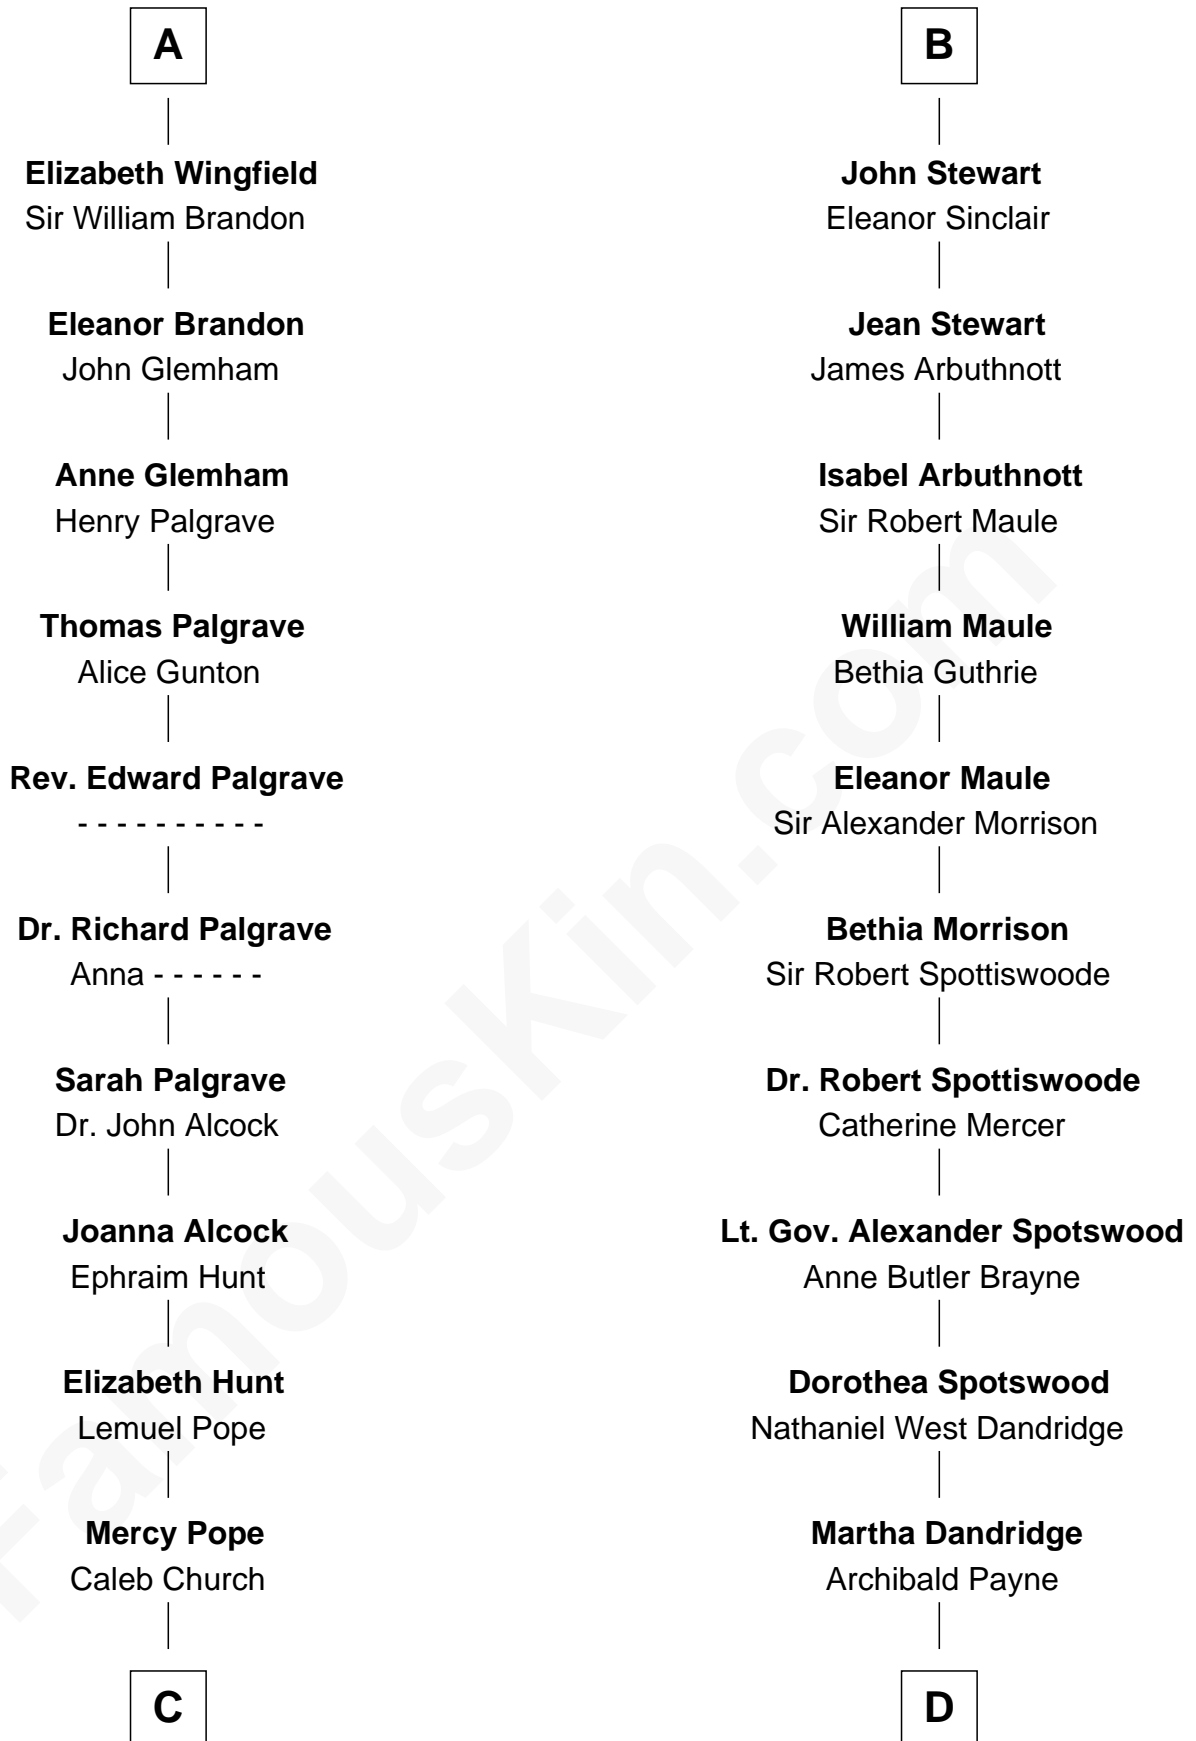 A
Elizabeth Wingfield
Sir William Brandon
Eleanor Brandon
John Glemham
Anne Glemham
Henry Palgrave
Thomas Palgrave
Alice Gunton
Rev. Edward Palgrave
- - - - - - - - - -
Dr. Richard Palgrave
Anna - - - - - -
Sarah Palgrave
Dr. John Alcock
Joanna Alcock
Ephraim Hunt
Elizabeth Hunt
Lemuel Pope
Mercy Pope
Caleb Church
C
B
John Stewart
Eleanor Sinclair
Jean Stewart
James Arbuthnott
Isabel Arbuthnott
Sir Robert Maule
William Maule
Bethia Guthrie
Eleanor Maule
Sir Alexander Morrison
Bethia Morrison
Sir Robert Spottiswoode
Dr. Robert Spottiswoode
Catherine Mercer
Lt. Gov. Alexander Spotswood
Anne Butler Brayne
Dorothea Spotswood
Nathaniel West Dandridge
Martha Dandridge
Archibald Payne
D
FamousKin.com